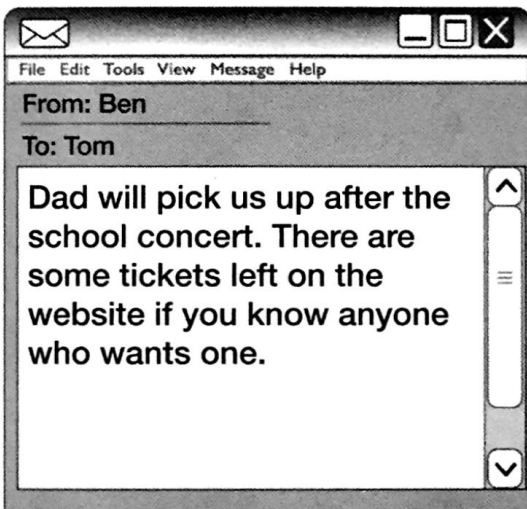 File Edit Tools View Message Help
From: Ben
To: Tom
Dad will pick us up after the
school concert. There are
some tickets left on the
website if you know anyone
who wants one.